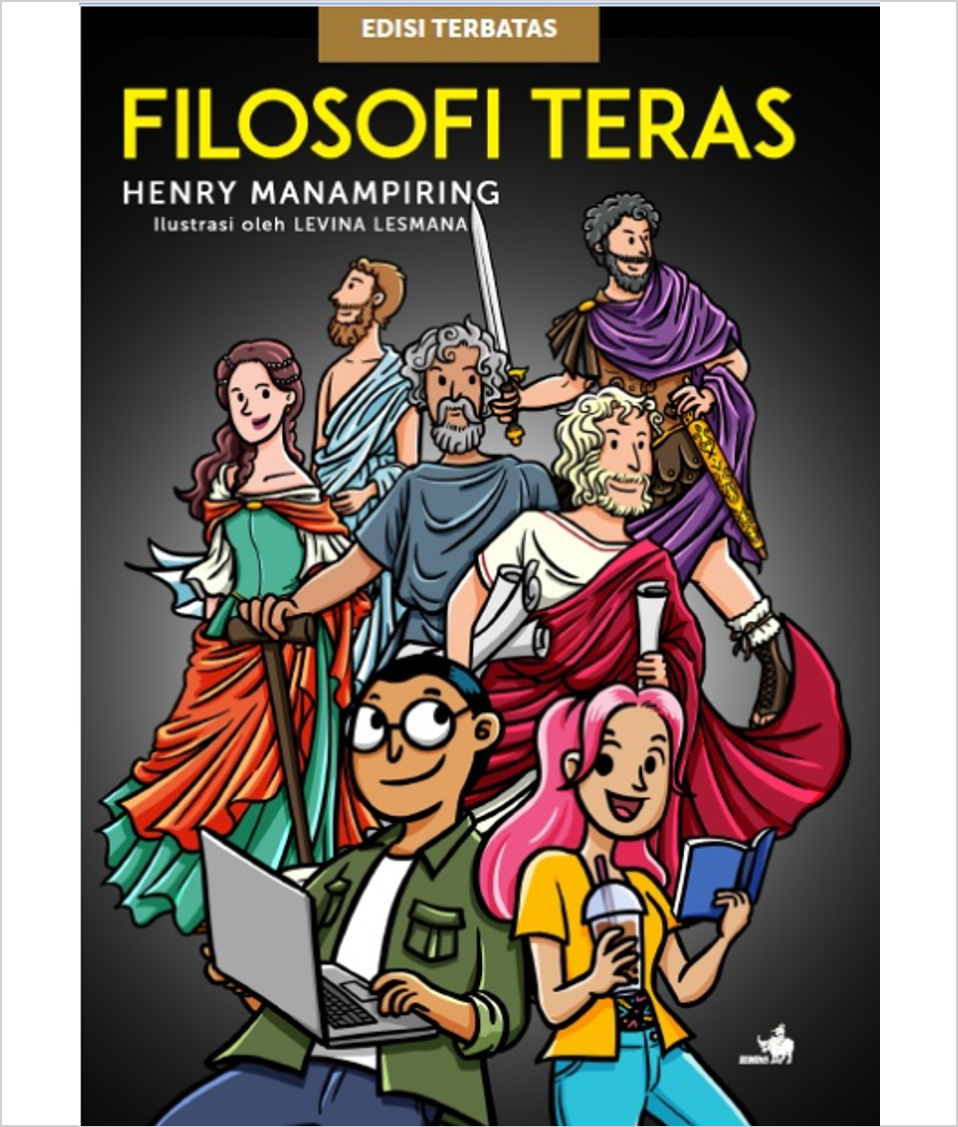 EDISI TERBATAS
FILOSOFI TERAS
HENRY MANAMPIRING
Ilustrasi oleh LEVINA LESMANA